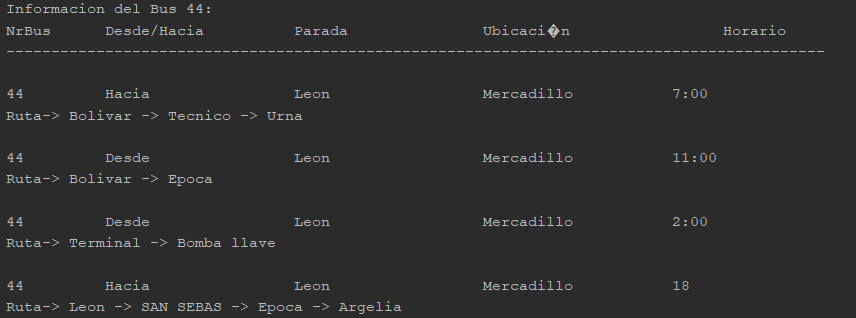 Informacion del Bus 44:
NrBus Desde/Hacia Parada Ubicaci�n Horario
-------------------------------------------------------------------------------------------
44 Hacia Leon Mercadillo 7:00
Ruta-> Bolivar -> Tecnico -> Urna
44 Desde Leon Mercadillo 11:00
Ruta-> Bolivar -> Epoca
44 Desde Leon Mercadillo 2:00
Ruta-> Terminal -> Bomba llave
44 Hacia Leon Mercadillo 18
Ruta-> Leon -> SAN SEBAS -> Epoca -> Argelia